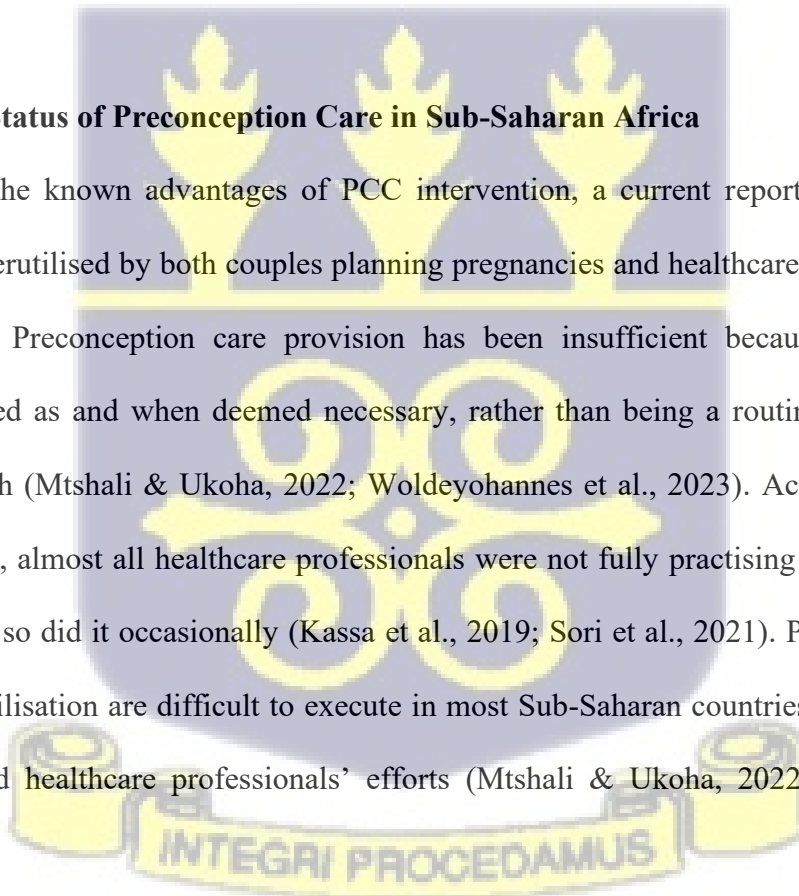 tatus of Preconception Care in Sub-Saharan Africa
he known advantages of PCC intervention, a current report
erutilised by both couples planning pregnancies and healthcare
Preconception care provision has been insufficient becau
ed as and when deemed necessary, rather than being a routin
h (Mtshali & Ukoha, 2022; Woldeyohannes et al., 2023). Ac
, almost all healthcare professionals were not fully practising
so did it occasionally (Kassa et al., 2019; Sori et al., 2021). P
ilisation are difficult to execute in most Sub-Saharan countries
d healthcare professionals’ efforts (Mtshali & Ukoha, 2022
INTEGRI PROCEDAMUS